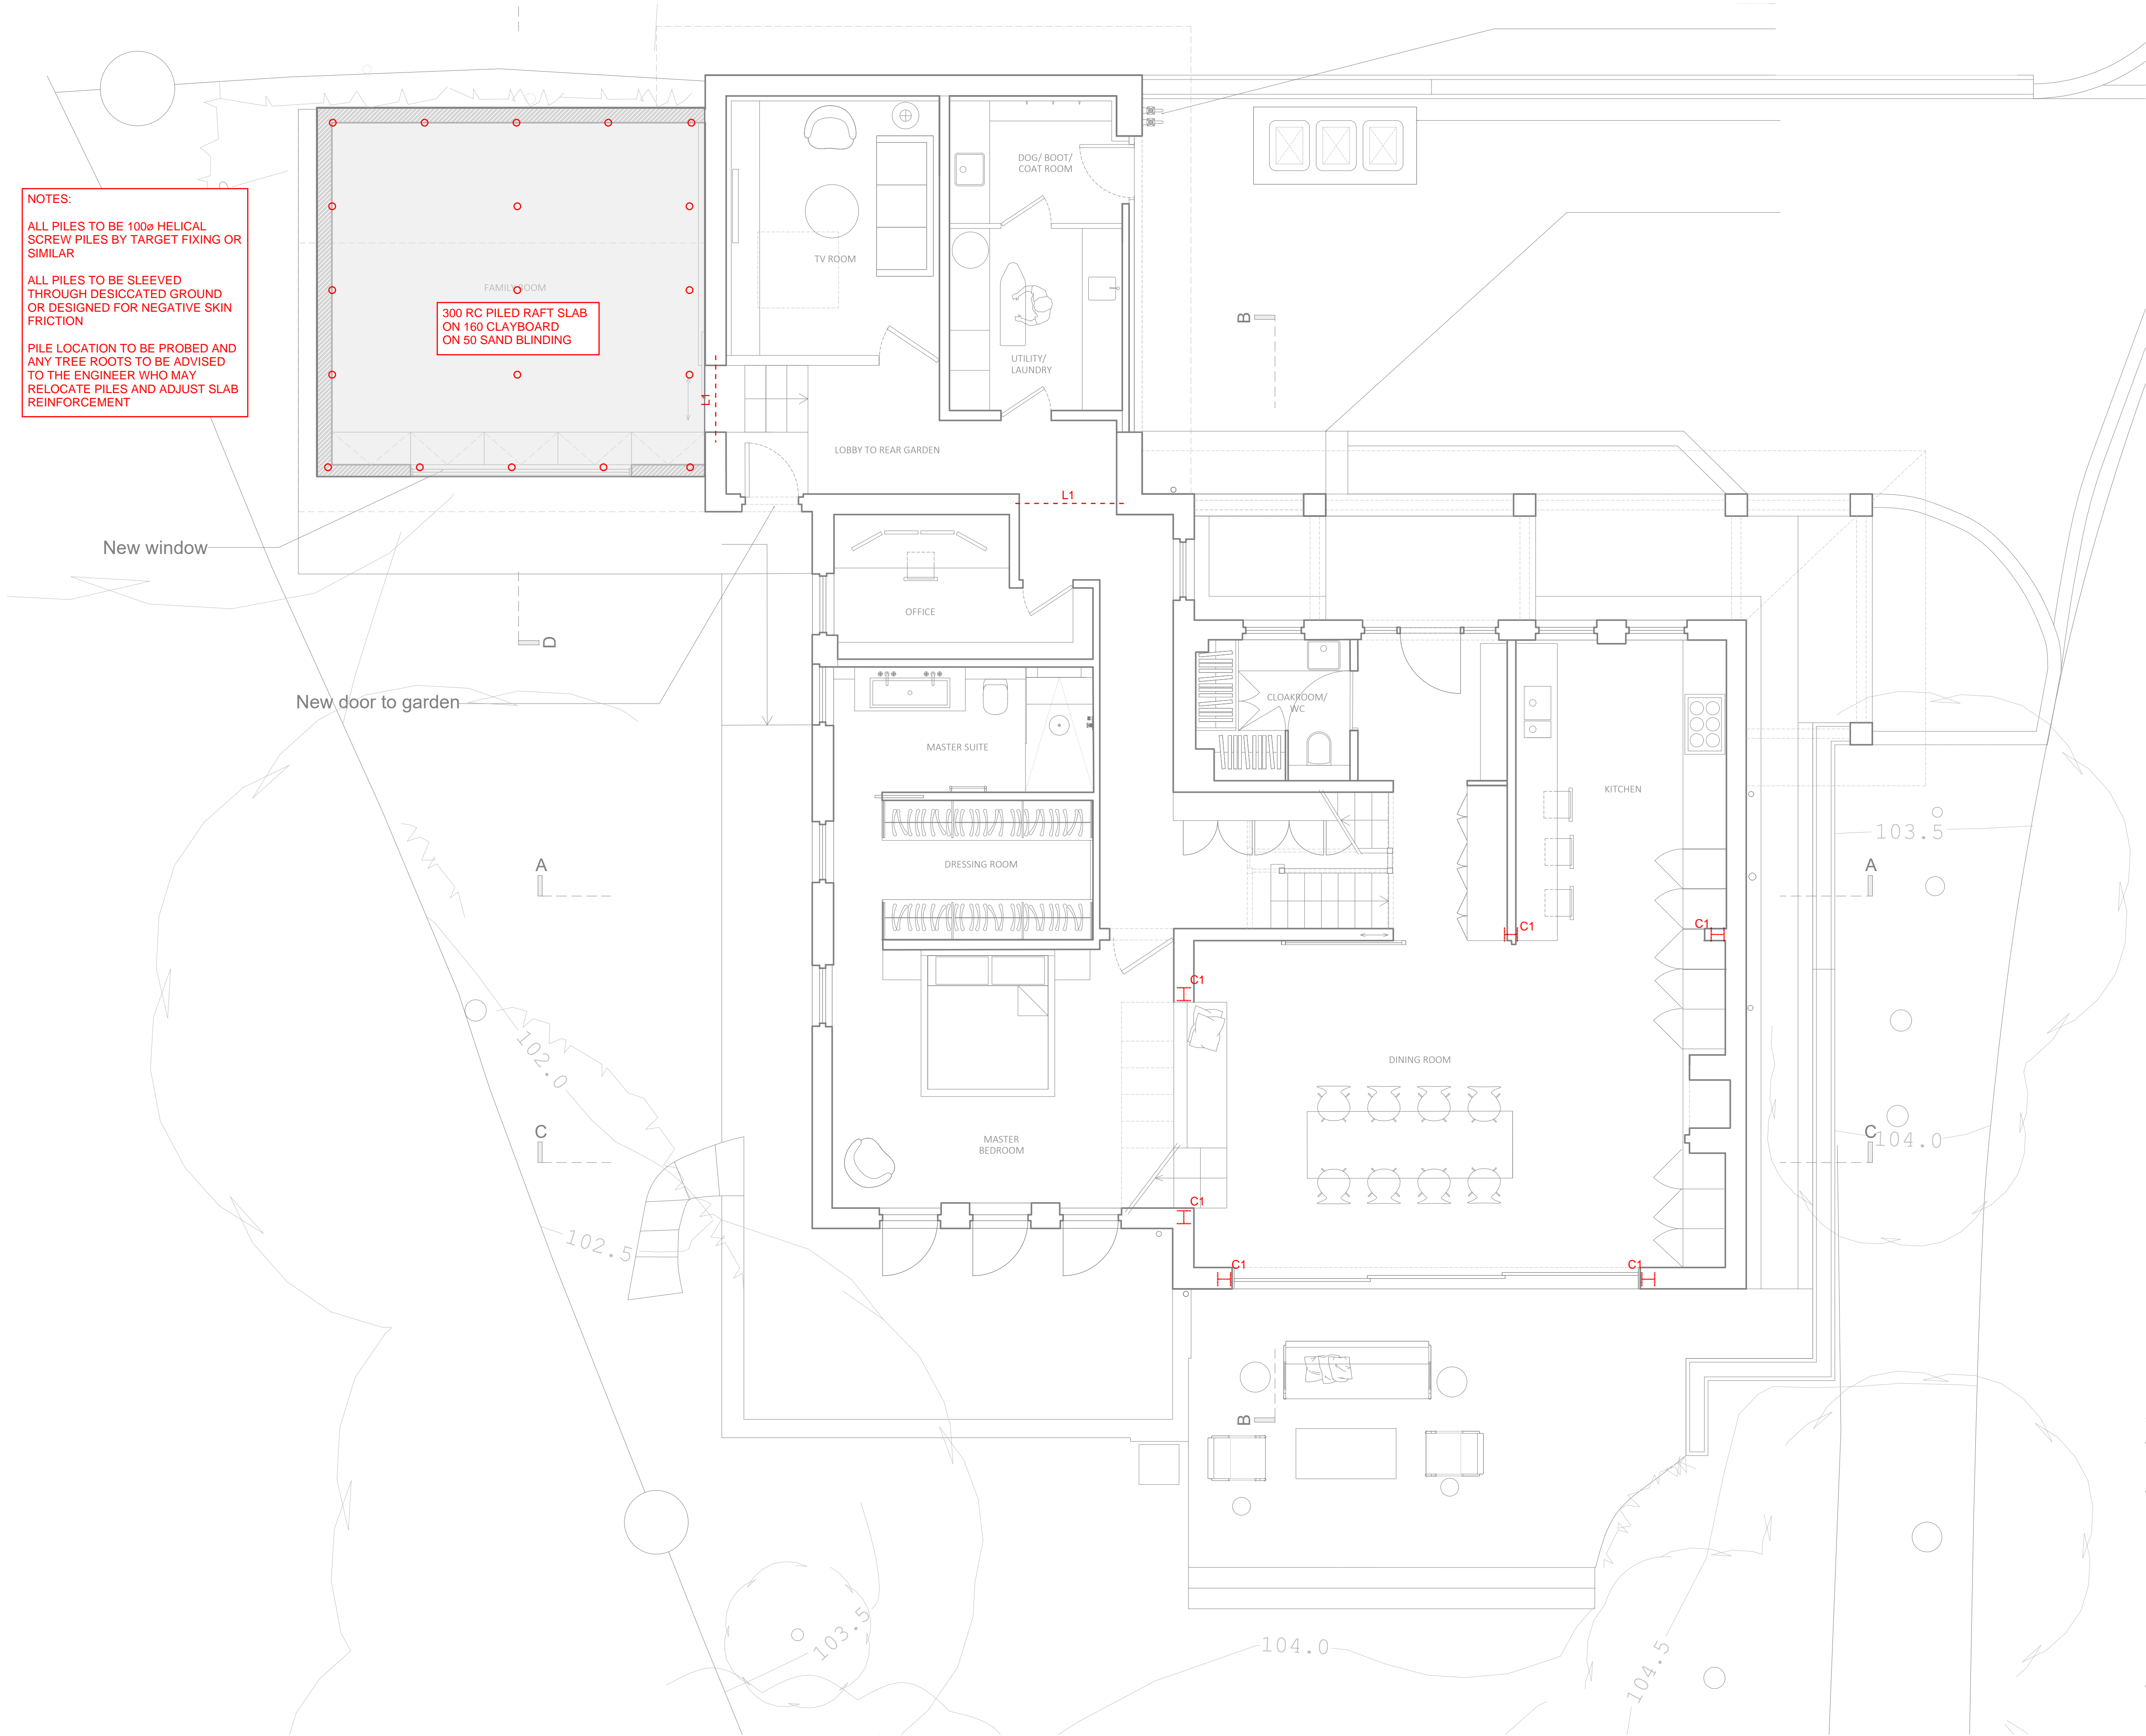 NOTES:
ALL PILES TO BE 100ø HELICAL
SCREW PILES BY TARGET FIXING OR
SIMILAR
ALL PILES TO BE SLEEVED
THROUGH DESICCATED GROUND
OR DESIGNED FOR NEGATIVE SKIN
FRICTION
PILE LOCATION TO BE PROBED AND
ANY TREE ROOTS TO BE ADVISED
TO THE ENGINEER WHO MAY
RELOCATE PILES AND ADJUST SLAB
REINFORCEMENT
FAMILY ROOM
300 RC PILED RAFT SLAB
ON 160 CLAYBOARD
ON 50 SAND BLINDING
TV ROOM
DOG/ BOOT/
COAT ROOM
UTILITY/
LAUNDRY
B
L1
LOBBY TO REAR GARDEN
L1
New window
D
OFFICE
New door to garden
MASTER SUITE
CLOAKROOM/
WC
KITCHEN
103.5
A
A
DRESSING ROOM
C1
C1
C1
102.0
DINING ROOM
C
C
104.0
MASTER
BEDROOM
C1
102.5
C1
C1
B
103.5
104.0
104.5